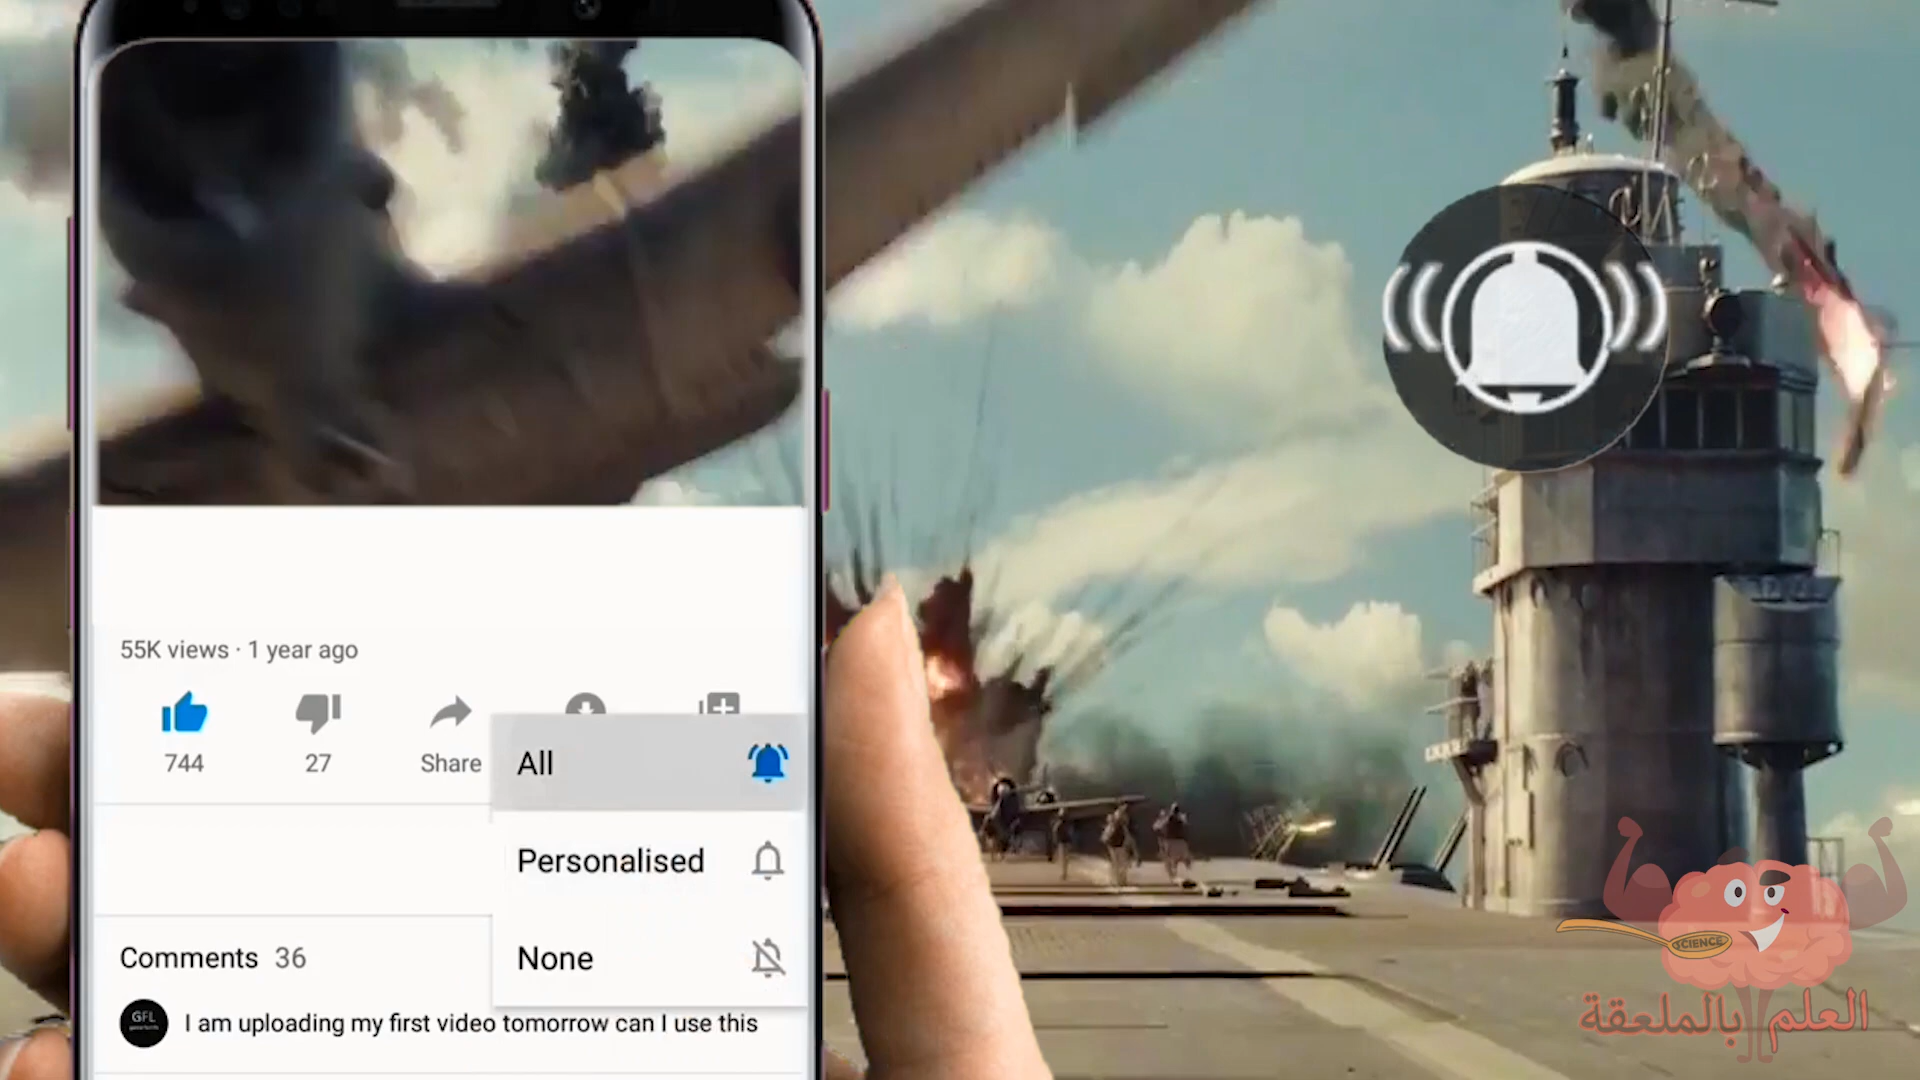 55K views · 1 year ago
744
27
Share
All
Personalised
None
Comments 36
GFL
I am uploading my first video tomorrow can I use this
SCIENCE
العلم بالملعقة